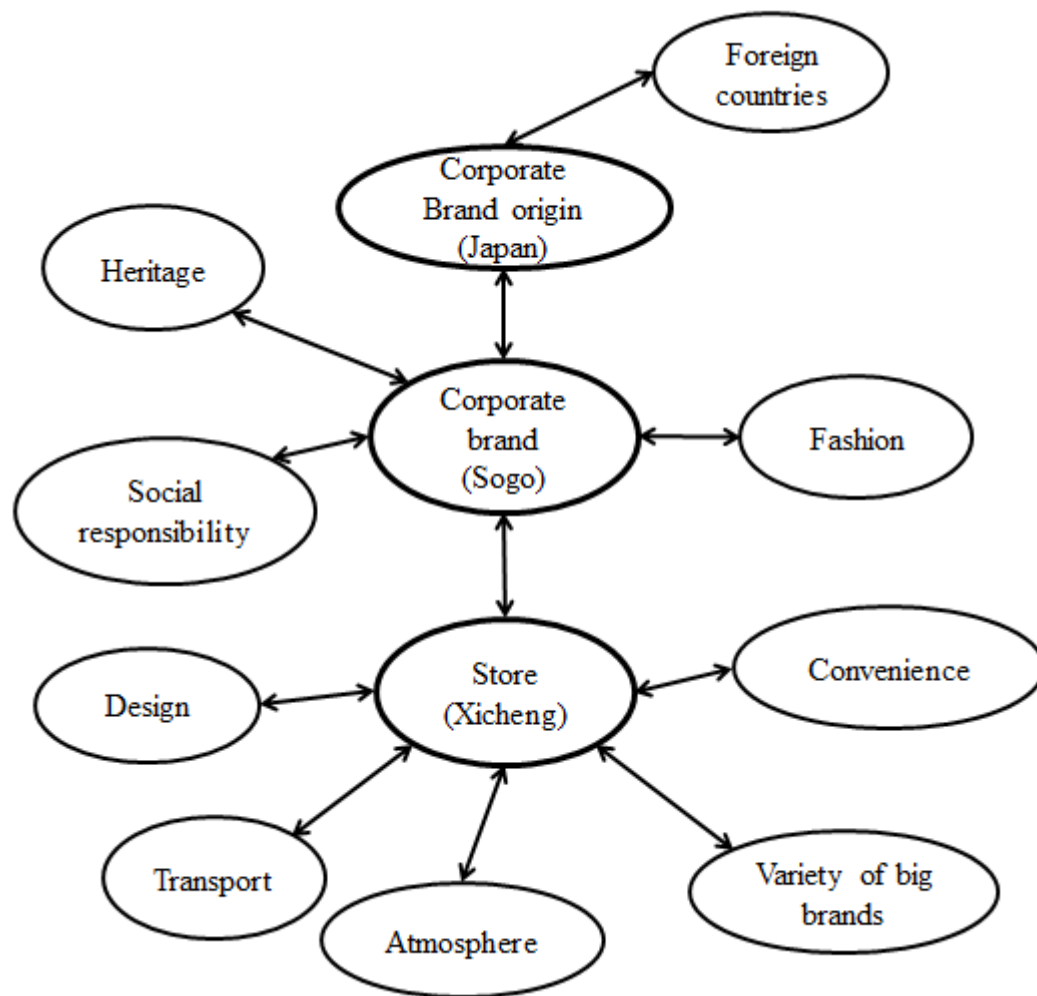 Foreign
countries
Corporate
Brand origin
(Japan)
Heritage
Corporate
brand
(Sogo)
Fashion
Social
responsibility
Store
(Xicheng)
Convenience
Design
Transport
Atmosphere
Variety of big
brands